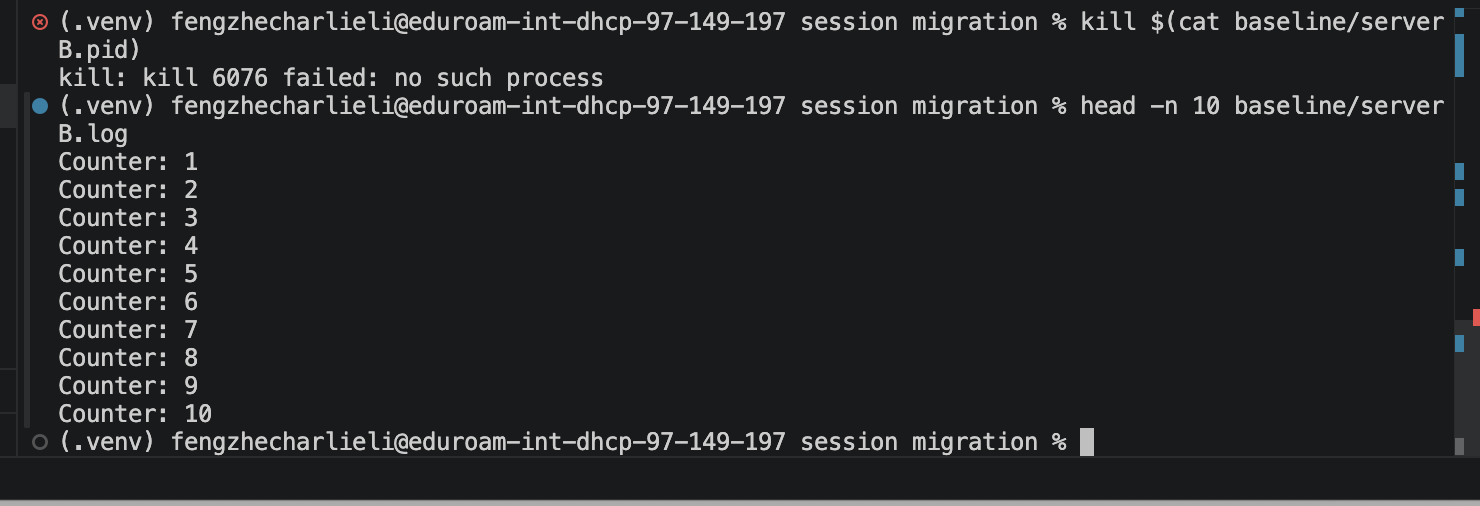 (.venv) fengzhecharlieli@eduroam-int-dhcp-97-149-197 session migration % kill $(cat baseline/server
B.pid)
kill: kill 6076 failed: no such process
(.venv) fengzhecharlieli@eduroam-int-dhcp-97-149-197 session migration % head -n 10 baseline/server
B.log
Counter: 1
Counter: 2
Counter: 3
Counter: 4
Counter: 5
Counter: 6
Counter: 7
Counter: 8
Counter: 9
Counter: 10
(.venv) fengzhecharlieli@eduroam-int-dhcp-97-149-197 session migration %